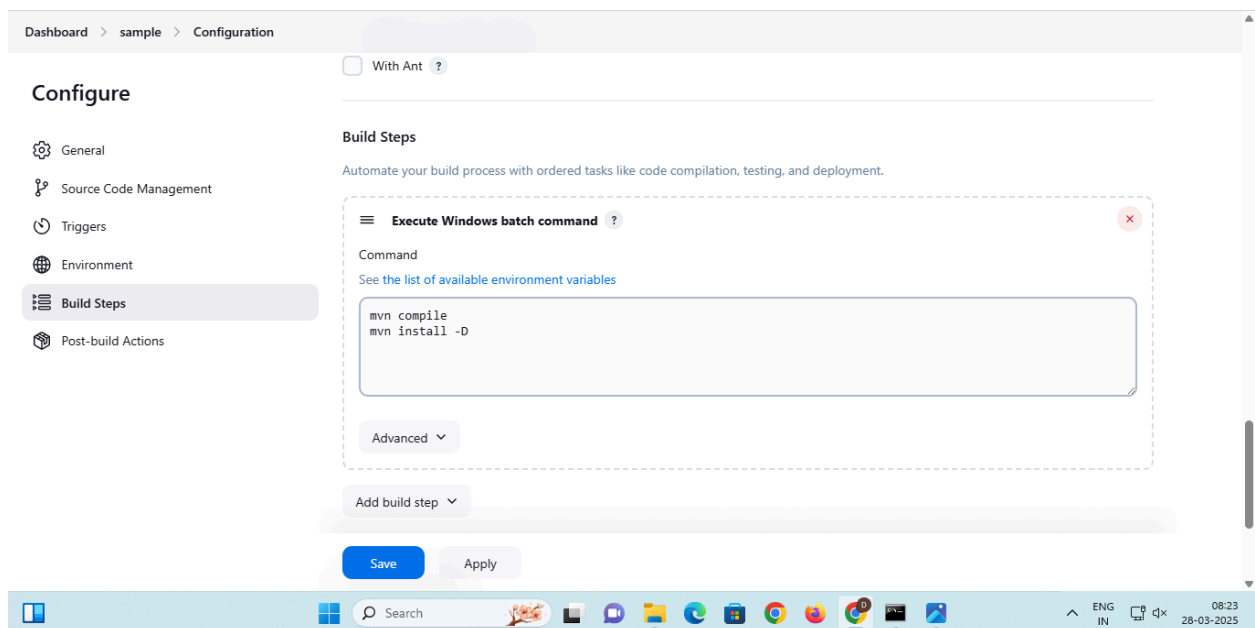 Dashboard > sample > Configuration
With Ant ?
Configure
General
Source Code Management
Triggers
Environment
Build Steps
Post-build Actions
Build Steps
Automate your build process with ordered tasks like code compilation, testing, and deployment.
Execute Windows batch command ?
Command
See the list of available environment variables
mvn compile
mvn install -D
Advanced
Add build step
Save
Apply
Search
D
ENG
IN
08:23
28-03-2025